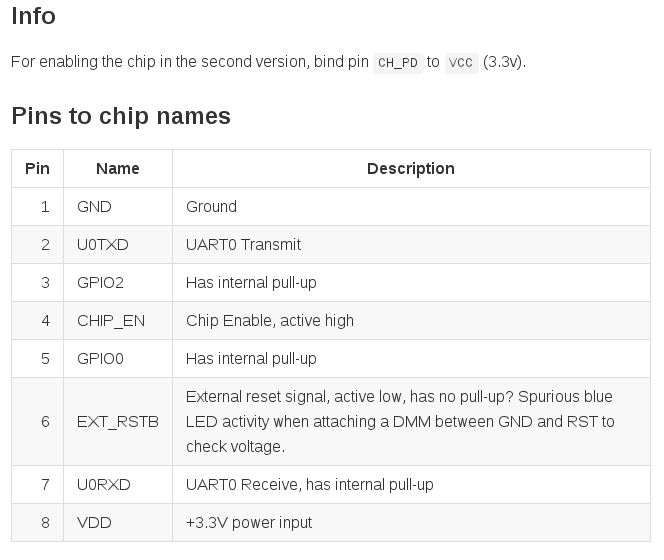 Info
For enabling the chip in the second version, bind pin CH_PD to VCC (3.3v).
Pins to chip names
Pin Name Description
1 GND Ground
2 U0TXD UART0 Transmit
3 GPIO2 Has internal pull-up
4 CHIP_EN Chip Enable, active high
5 GPIO0 Has internal pull-up
External reset signal, active low, has no pull-up? Spurious blue
6 EXT_RSTB LED activity when attaching a DMM between GND and RST to
check voltage.
7 U0RXD UART0 Receive, has internal pull-up
8 VDD +3.3V power input